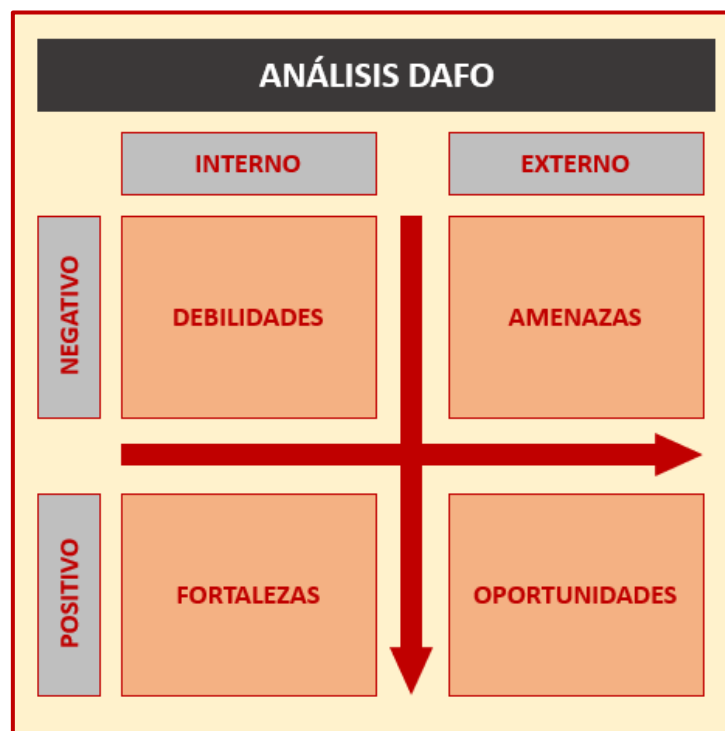 ANÁLISIS DAFO
INTERNO
EXTERNO
NEGATIVO
DEBILIDADES
AMENAZAS
POSITIVO
FORTALEZAS
OPORTUNIDADES